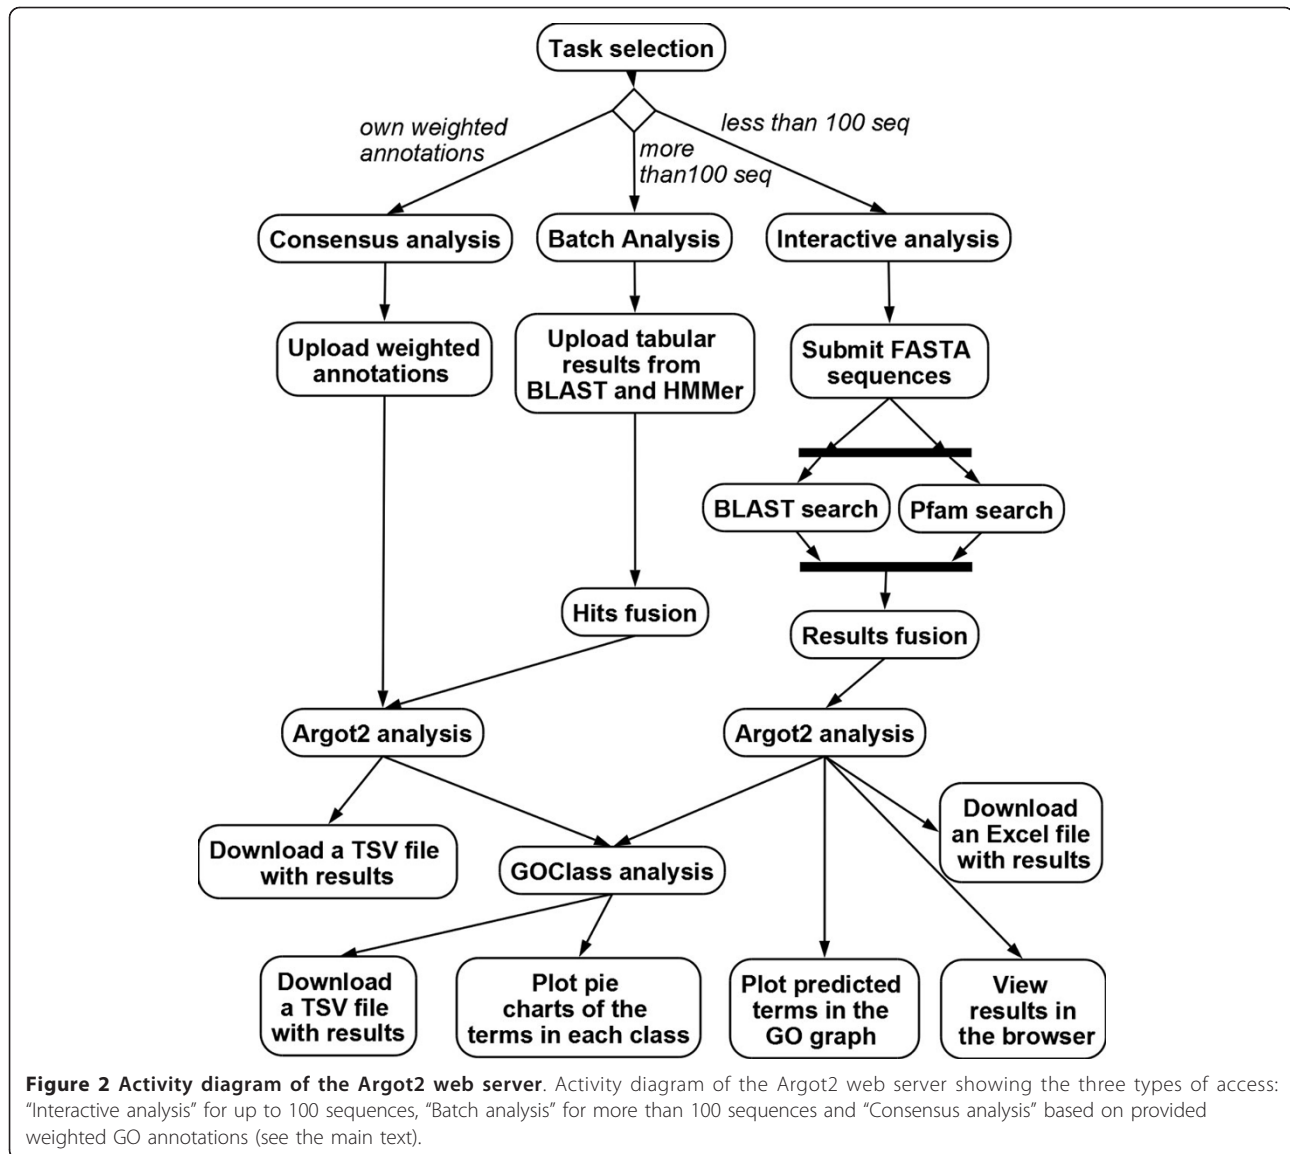 Task selection
own weighted
annotations
more
than100 seq
less than 100 seq
Consensus analysis
Batch Analysis
Interactive analysis
Upload weighted
annotations
Upload tabular
results from
BLAST and HMMer
Submit FASTA
sequences
BLAST search
Pfam search
Hits fusion
Results fusion
Argot2 analysis
Argot2 analysis
Download a TSV file
with results
GOClass analysis
Download
an Excel file
with results
Download
a TSV file
with results
Plot pie
charts of the
terms in each class
Plot predicted
terms in the
GO graph
View
results in
the browser
Figure 2 Activity diagram of the Argot2 web server. Activity diagram of the Argot2 web server showing the three types of access:
“Interactive analysis” for up to 100 sequences, “Batch analysis” for more than 100 sequences and “Consensus analysis” based on provided
weighted GO annotations (see the main text).